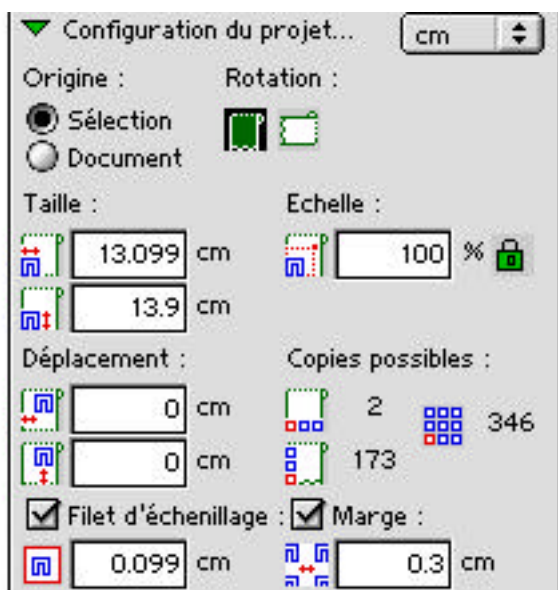 Configuration du projet... cm
Origine : Rotation :
Sélection
Document
Taille : Echelle :
13.099 cm 100 %
13.9 cm
Déplacement : Copies possibles :
0 cm 2 346
0 cm 173
Filet d'échenillage : Marge :
0.099 cm 0.3 cm